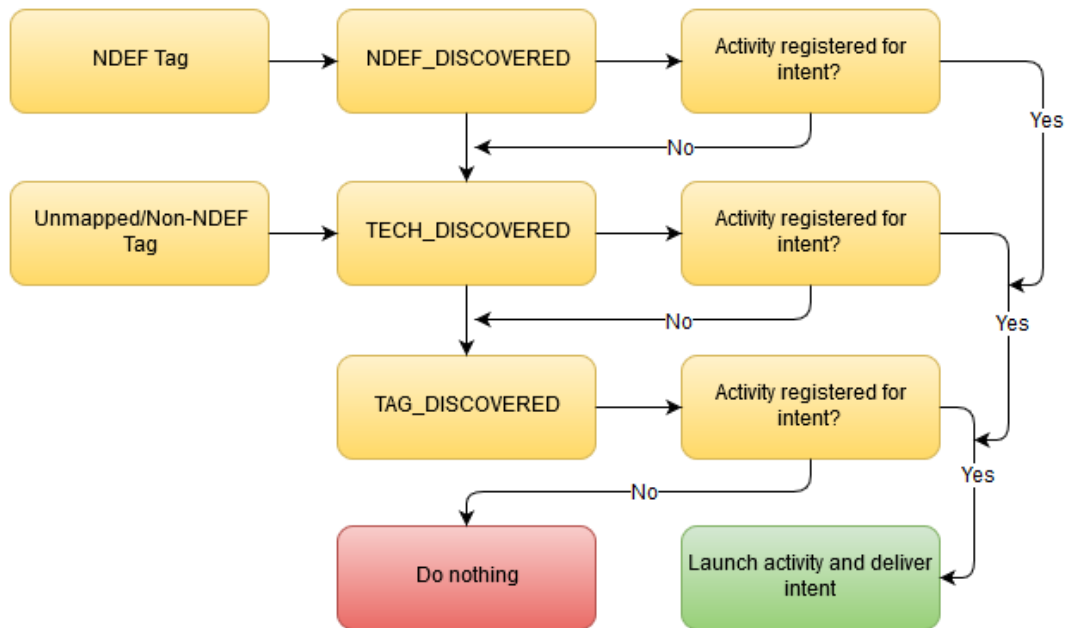 NDEF Tag
NDEF_DISCOVERED
Activity registered for
intent?
Yes
No
Unmapped/Non-NDEF
Tag
TECH_DISCOVERED
Activity registered for
intent?
Yes
No
TAG_DISCOVERED
Activity registered for
intent?
Yes
No
Do nothing
Launch activity and deliver
intent